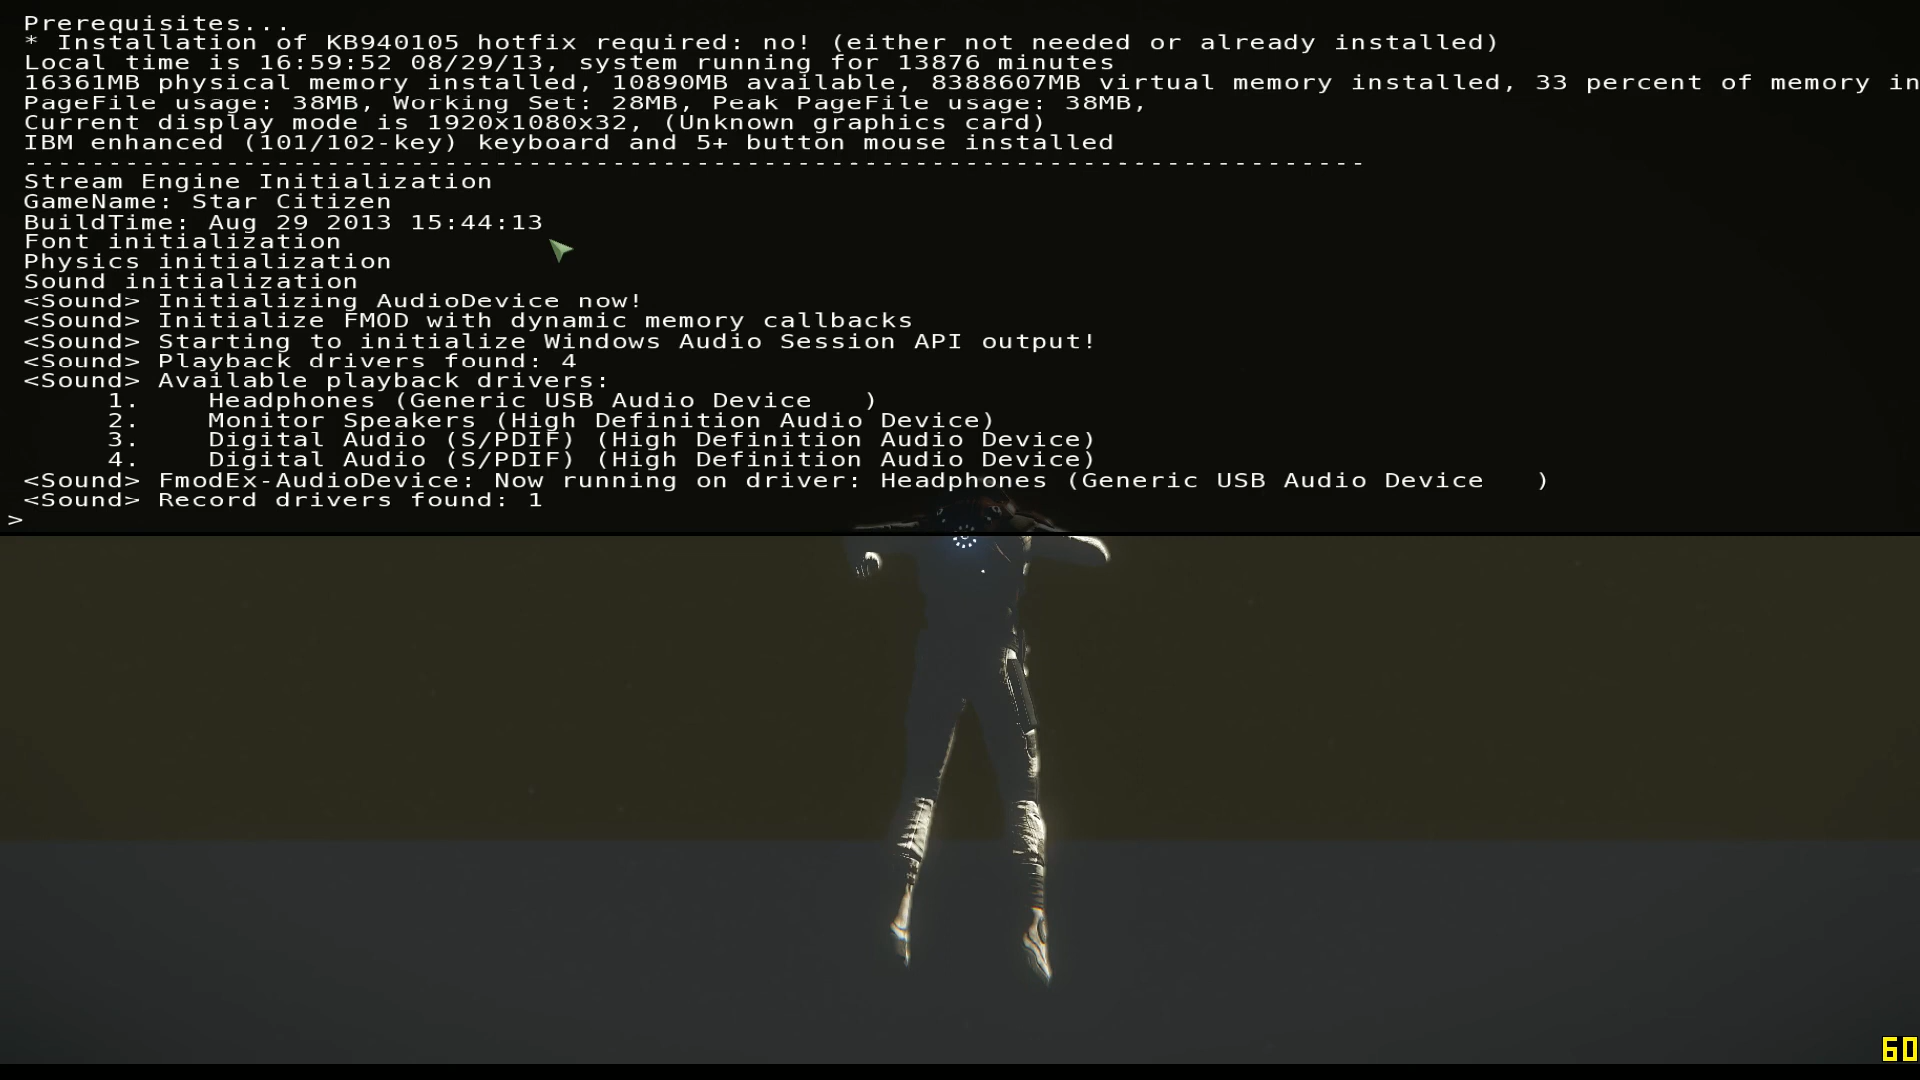 Prerequisites...
* Installation of KB940105 hotfix required: no! (either not needed or already installed)
Local time is 16:59:52 08/29/13, system running for 13876 minutes
16361MB physical memory installed, 10890MB available, 8388607MB virtual memory installed, 33 percent of memory in
PageFile usage: 38MB, Working Set: 28MB, Peak PageFile usage: 38MB,
Current display mode is 1920x1080x32, (Unknown graphics card)
IBM enhanced (101/102-key) keyboard and 5+ button mouse installed
--------------------------------------------------------------------------------
Stream Engine Initialization
GameName: Star Citizen
BuildTime: Aug 29 2013 15:44:13
Font initialization
Physics initialization
Sound initialization
<Sound> Initializing AudioDevice now!
<Sound> Initialize FMOD with dynamic memory callbacks
<Sound> Starting to initialize Windows Audio Session API output!
<Sound> Playback drivers found: 4
<Sound> Available playback drivers:
1.    Headphones (Generic USB Audio Device   )
2.    Monitor Speakers (High Definition Audio Device)
3.    Digital Audio (S/PDIF) (High Definition Audio Device)
4.    Digital Audio (S/PDIF) (High Definition Audio Device)
<Sound> FmodEx-AudioDevice: Now running on driver: Headphones (Generic USB Audio Device   )
<Sound> Record drivers found: 1
>
60